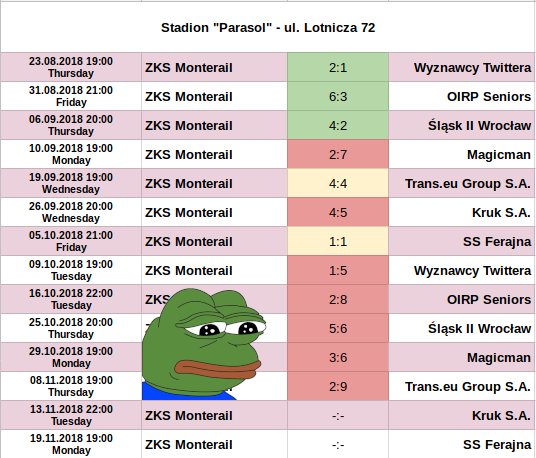 Stadion "Parasol" - ul. Lotnicza 72
23.08.2018 19:00 Thursday ZKS Monterail 2:1 Wyznawcy Twittera
31.08.2018 21:00 Friday ZKS Monterail 6:3 OIRP Seniors
06.09.2018 20:00 Thursday ZKS Monterail 4:2 Śląsk II Wrocław
10.09.2018 19:00 Monday ZKS Monterail 2:7 Magicman
19.09.2018 19:00 Wednesday ZKS Monterail 4:4 Trans.eu Group S.A.
26.09.2018 20:00 Wednesday ZKS Monterail 4:5 Kruk S.A.
05.10.2018 21:00 Friday ZKS Monterail 1:1 SS Ferajna
09.10.2018 19:00 Tuesday ZKS Monterail 1:5 Wyznawcy Twittera
16.10.2018 22:00 Tuesday ZKS 2:8 OIRP Seniors
25.10.2018 20:00 Thursday 5:6 Śląsk II Wrocław
29.10.2018 19:00 Monday 3:6 Magicman
08.11.2018 19:00 Thursday 2:9 Trans.eu Group S.A.
13.11.2018 22:00 Tuesday ZKS Monterail -:- Kruk S.A.
19.11.2018 19:00 Monday ZKS Monterail -:- SS Ferajna